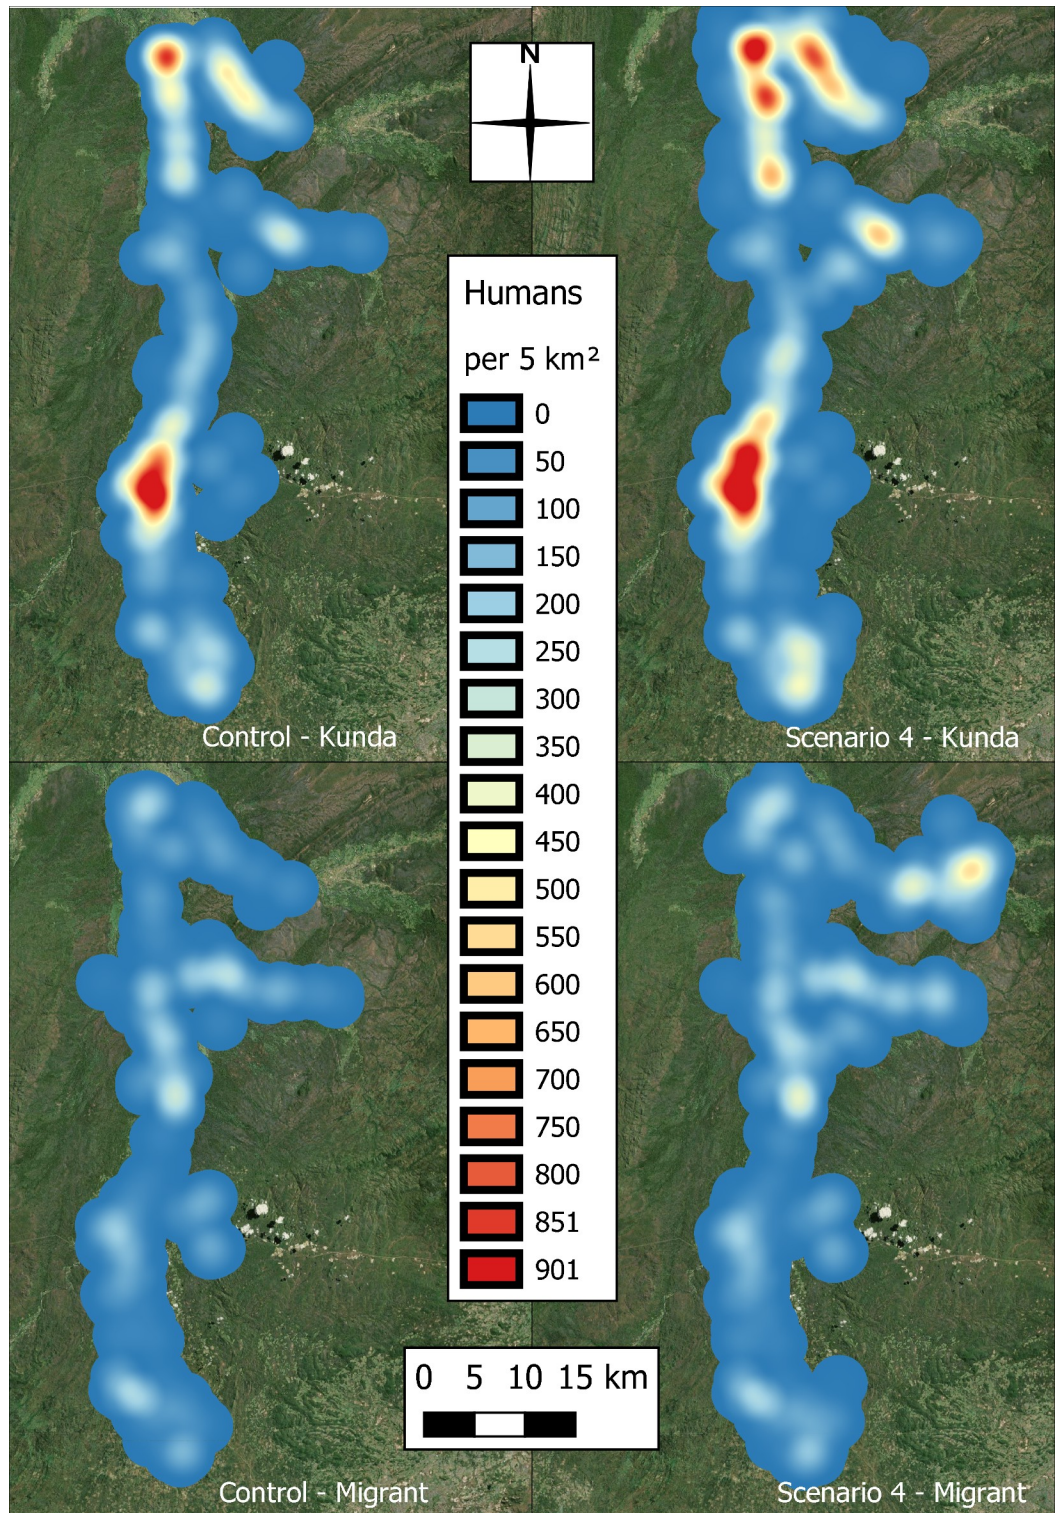 N
Humans
per 5 km²
0
50
100
150
200
250
300
350
400
450
500
550
600
650
700
750
800
851
901
Control - Kunda
Scenario 4 - Kunda
0 5 10 15 km
Control - Migrant
Scenario 4 - Migrant